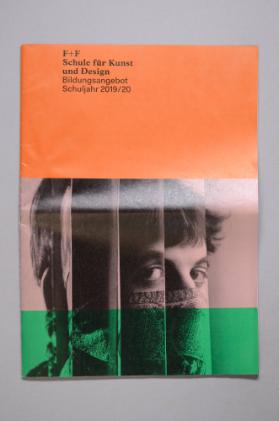 F+F
Schule für Kunst
und Design
Bildungsangebot
Schuljahr 2019/20